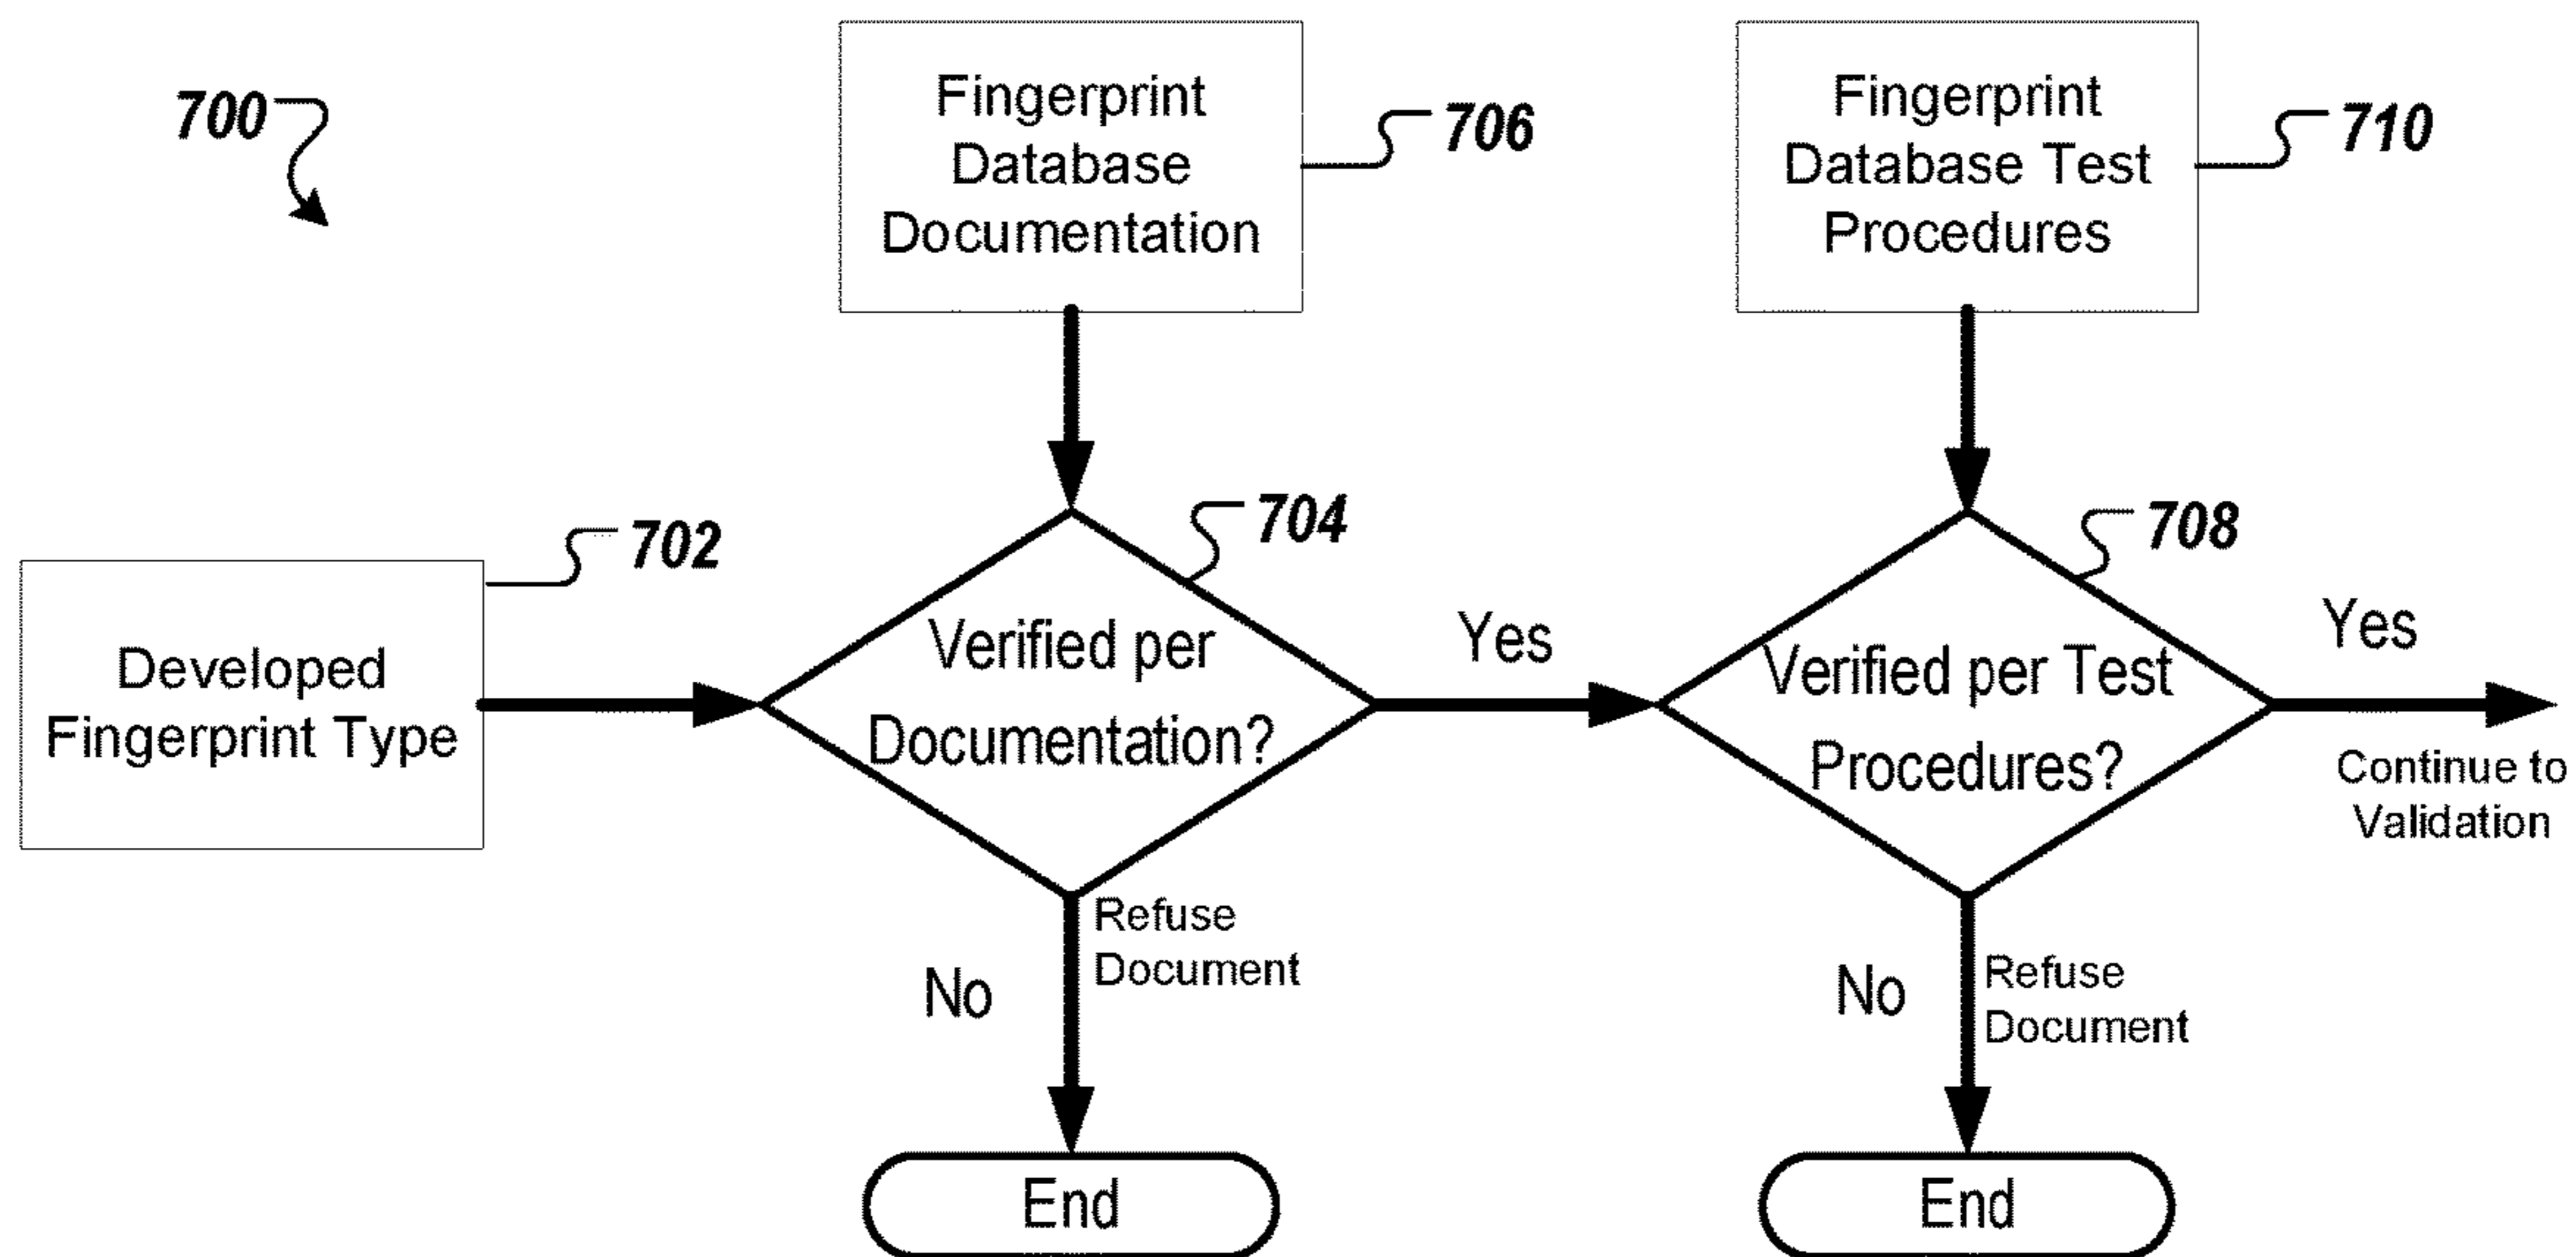 700
Fingerprint
Database
Documentation
706
Fingerprint
Database Test
Procedures
710
Developed
Fingerprint Type
702
Verified per
Documentation?
704
Yes
Verified per Test
Procedures?
708
Yes
Continue to
Validation
No
Refuse
Document
No
Refuse
Document
End
End